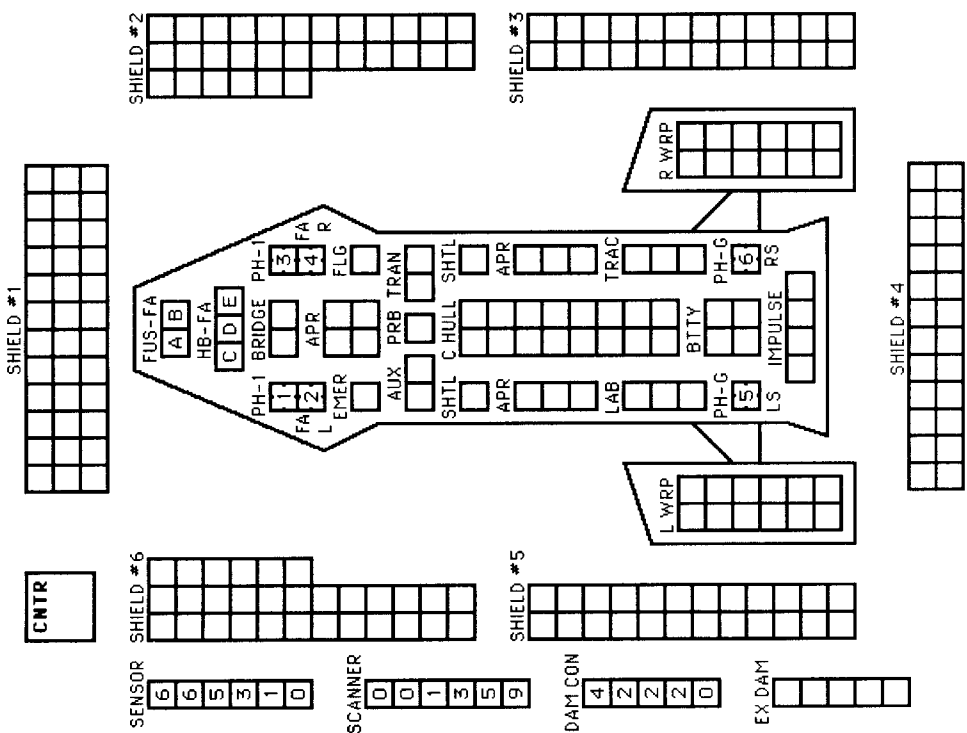 SHIELD #1
CNTR
SHIELD #6
SHIELD #2
SENSOR
6
6
5
3
1
0
SCANNER
0
0
1
3
5
9
DAM CON
4
2
2
2
0
EX DAM
SHIELD #5
SHIELD #3
SHIELD #4
FUS-FA
A B
HB-FA
C D E
PH-1
1
2
FA
L
BRIDGE
PH-1
3
4
FA
R
EMER
APR
FLG
AUX
PRB
TRAN
SHTL
C HULL
SHTL
APR
APR
LAB
TRAC
BTTY
PH-G
5
LS
PH-G
6
RS
IMPULSE
L WRP
R WRP